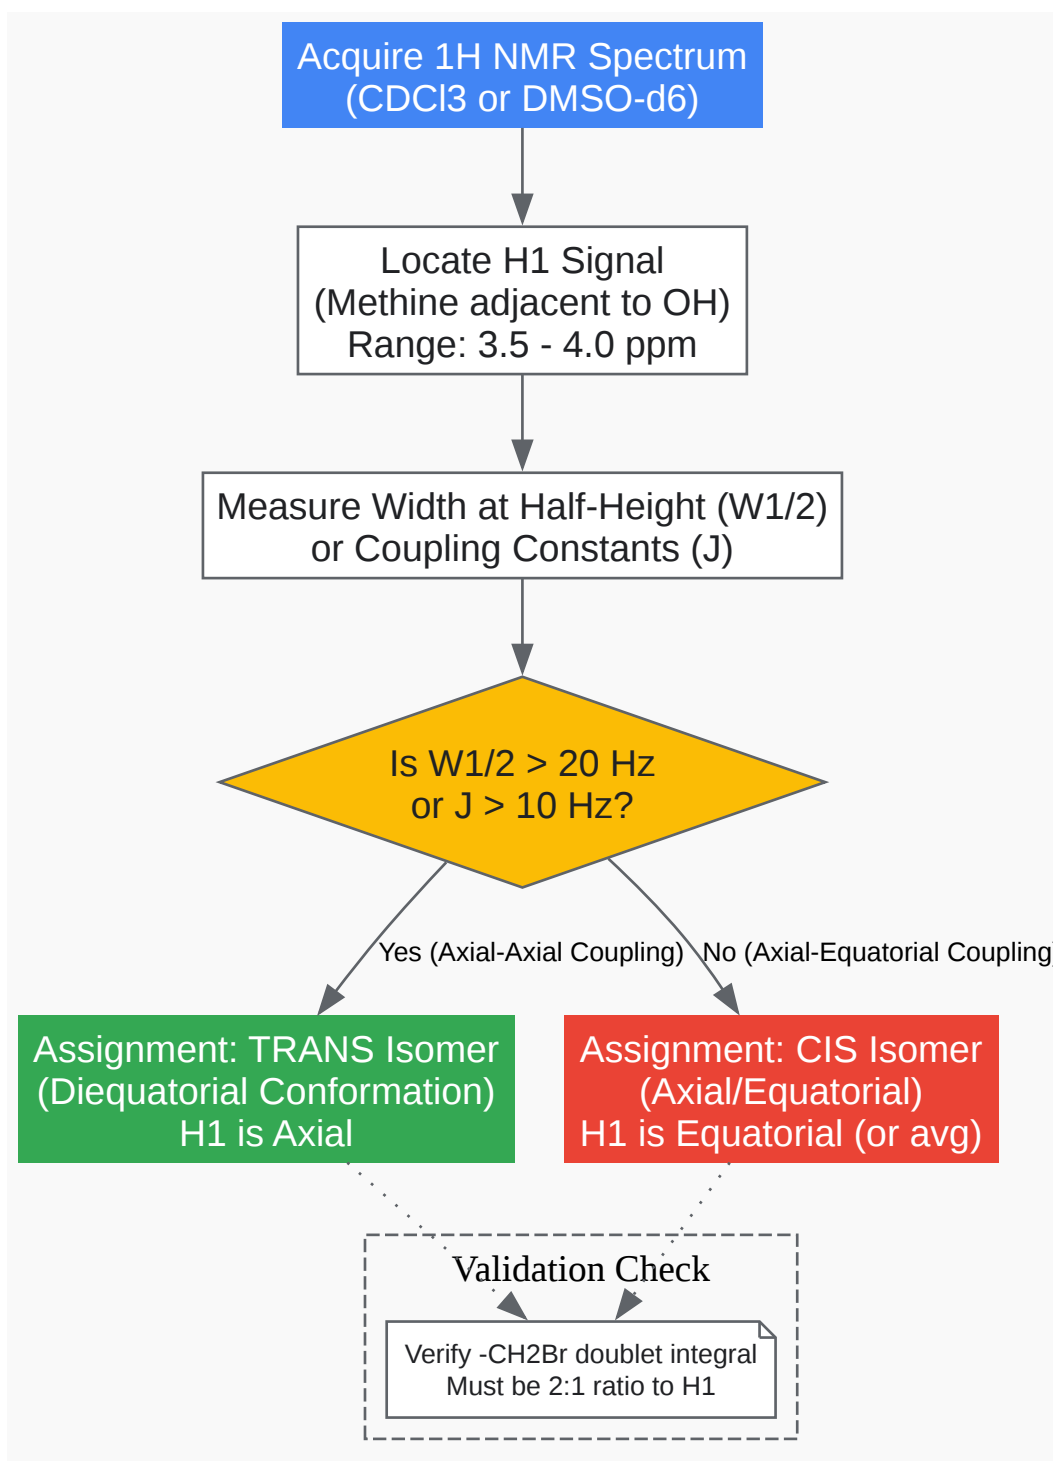 Acquire 1H NMR Spectrum
(CDCl3 or DMSO-d6)
Locate H1 Signal
(Methine adjacent to OH)
Range: 3.5 - 4.0 ppm
Measure Width at Half-Height (W1/2)
or Coupling Constants (J)
Is W1/2 > 20 Hz
or J > 10 Hz?
Yes (Axial-Axial Coupling)
No (Axial-Equatorial Coupling)
Assignment: TRANS Isomer
(Diequatorial Conformation)
H1 is Axial
Assignment: CIS Isomer
(Axial/Equatorial)
H1 is Equatorial (or avg)
Validation Check
Verify -CH2Br doublet integral
Must be 2:1 ratio to H1